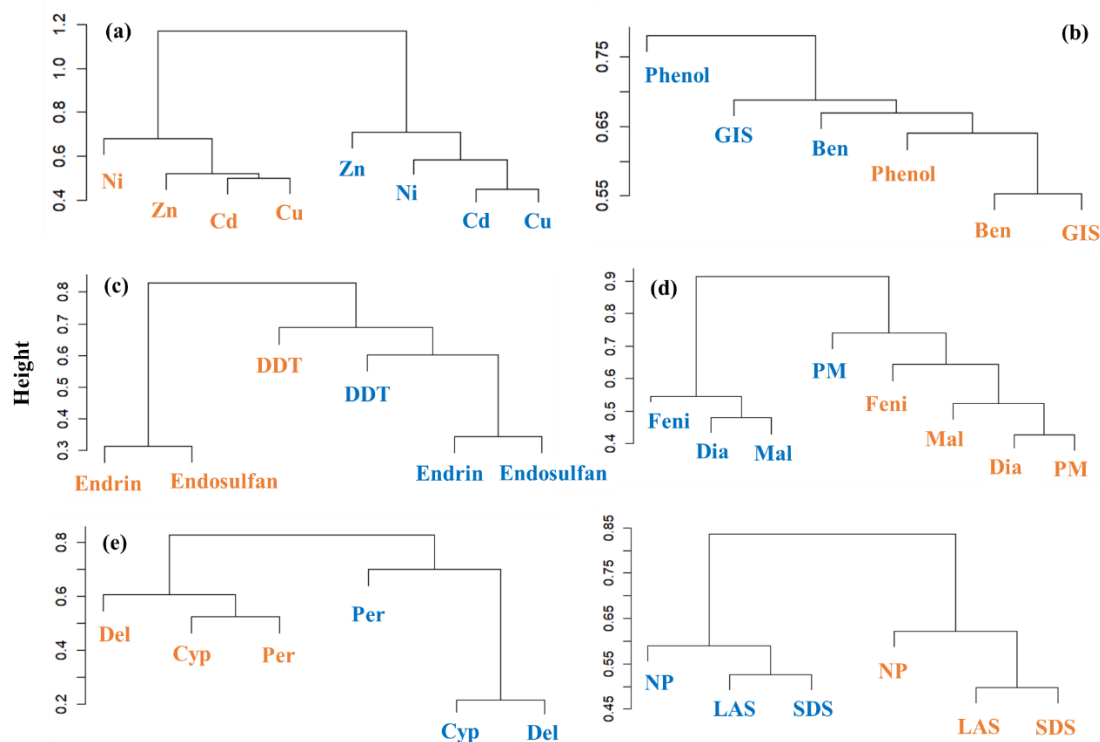 Height
(a)
1.2
1.0
0.8
0.6
0.4
Ni
Zn
Cd
Cu
Zn
Ni
Cd
Cu
(b)
0.75
0.65
0.55
Phenol
GIS
Ben
Phenol
Ben
GIS
(c)
0.8
0.7
0.6
0.5
0.4
0.3
Endrin
Endosulfan
DDT
DDT
Endrin
Endosulfan
(d)
0.9
0.8
0.7
0.6
0.5
0.4
Feni
Dia
Mal
PM
Feni
Mal
Dia
PM
(e)
0.8
0.6
0.4
0.2
Del
Cyp
Per
Per
Cyp
Del
0.85
0.75
0.65
0.55
0.45
NP
LAS
SDS
NP
LAS
SDS